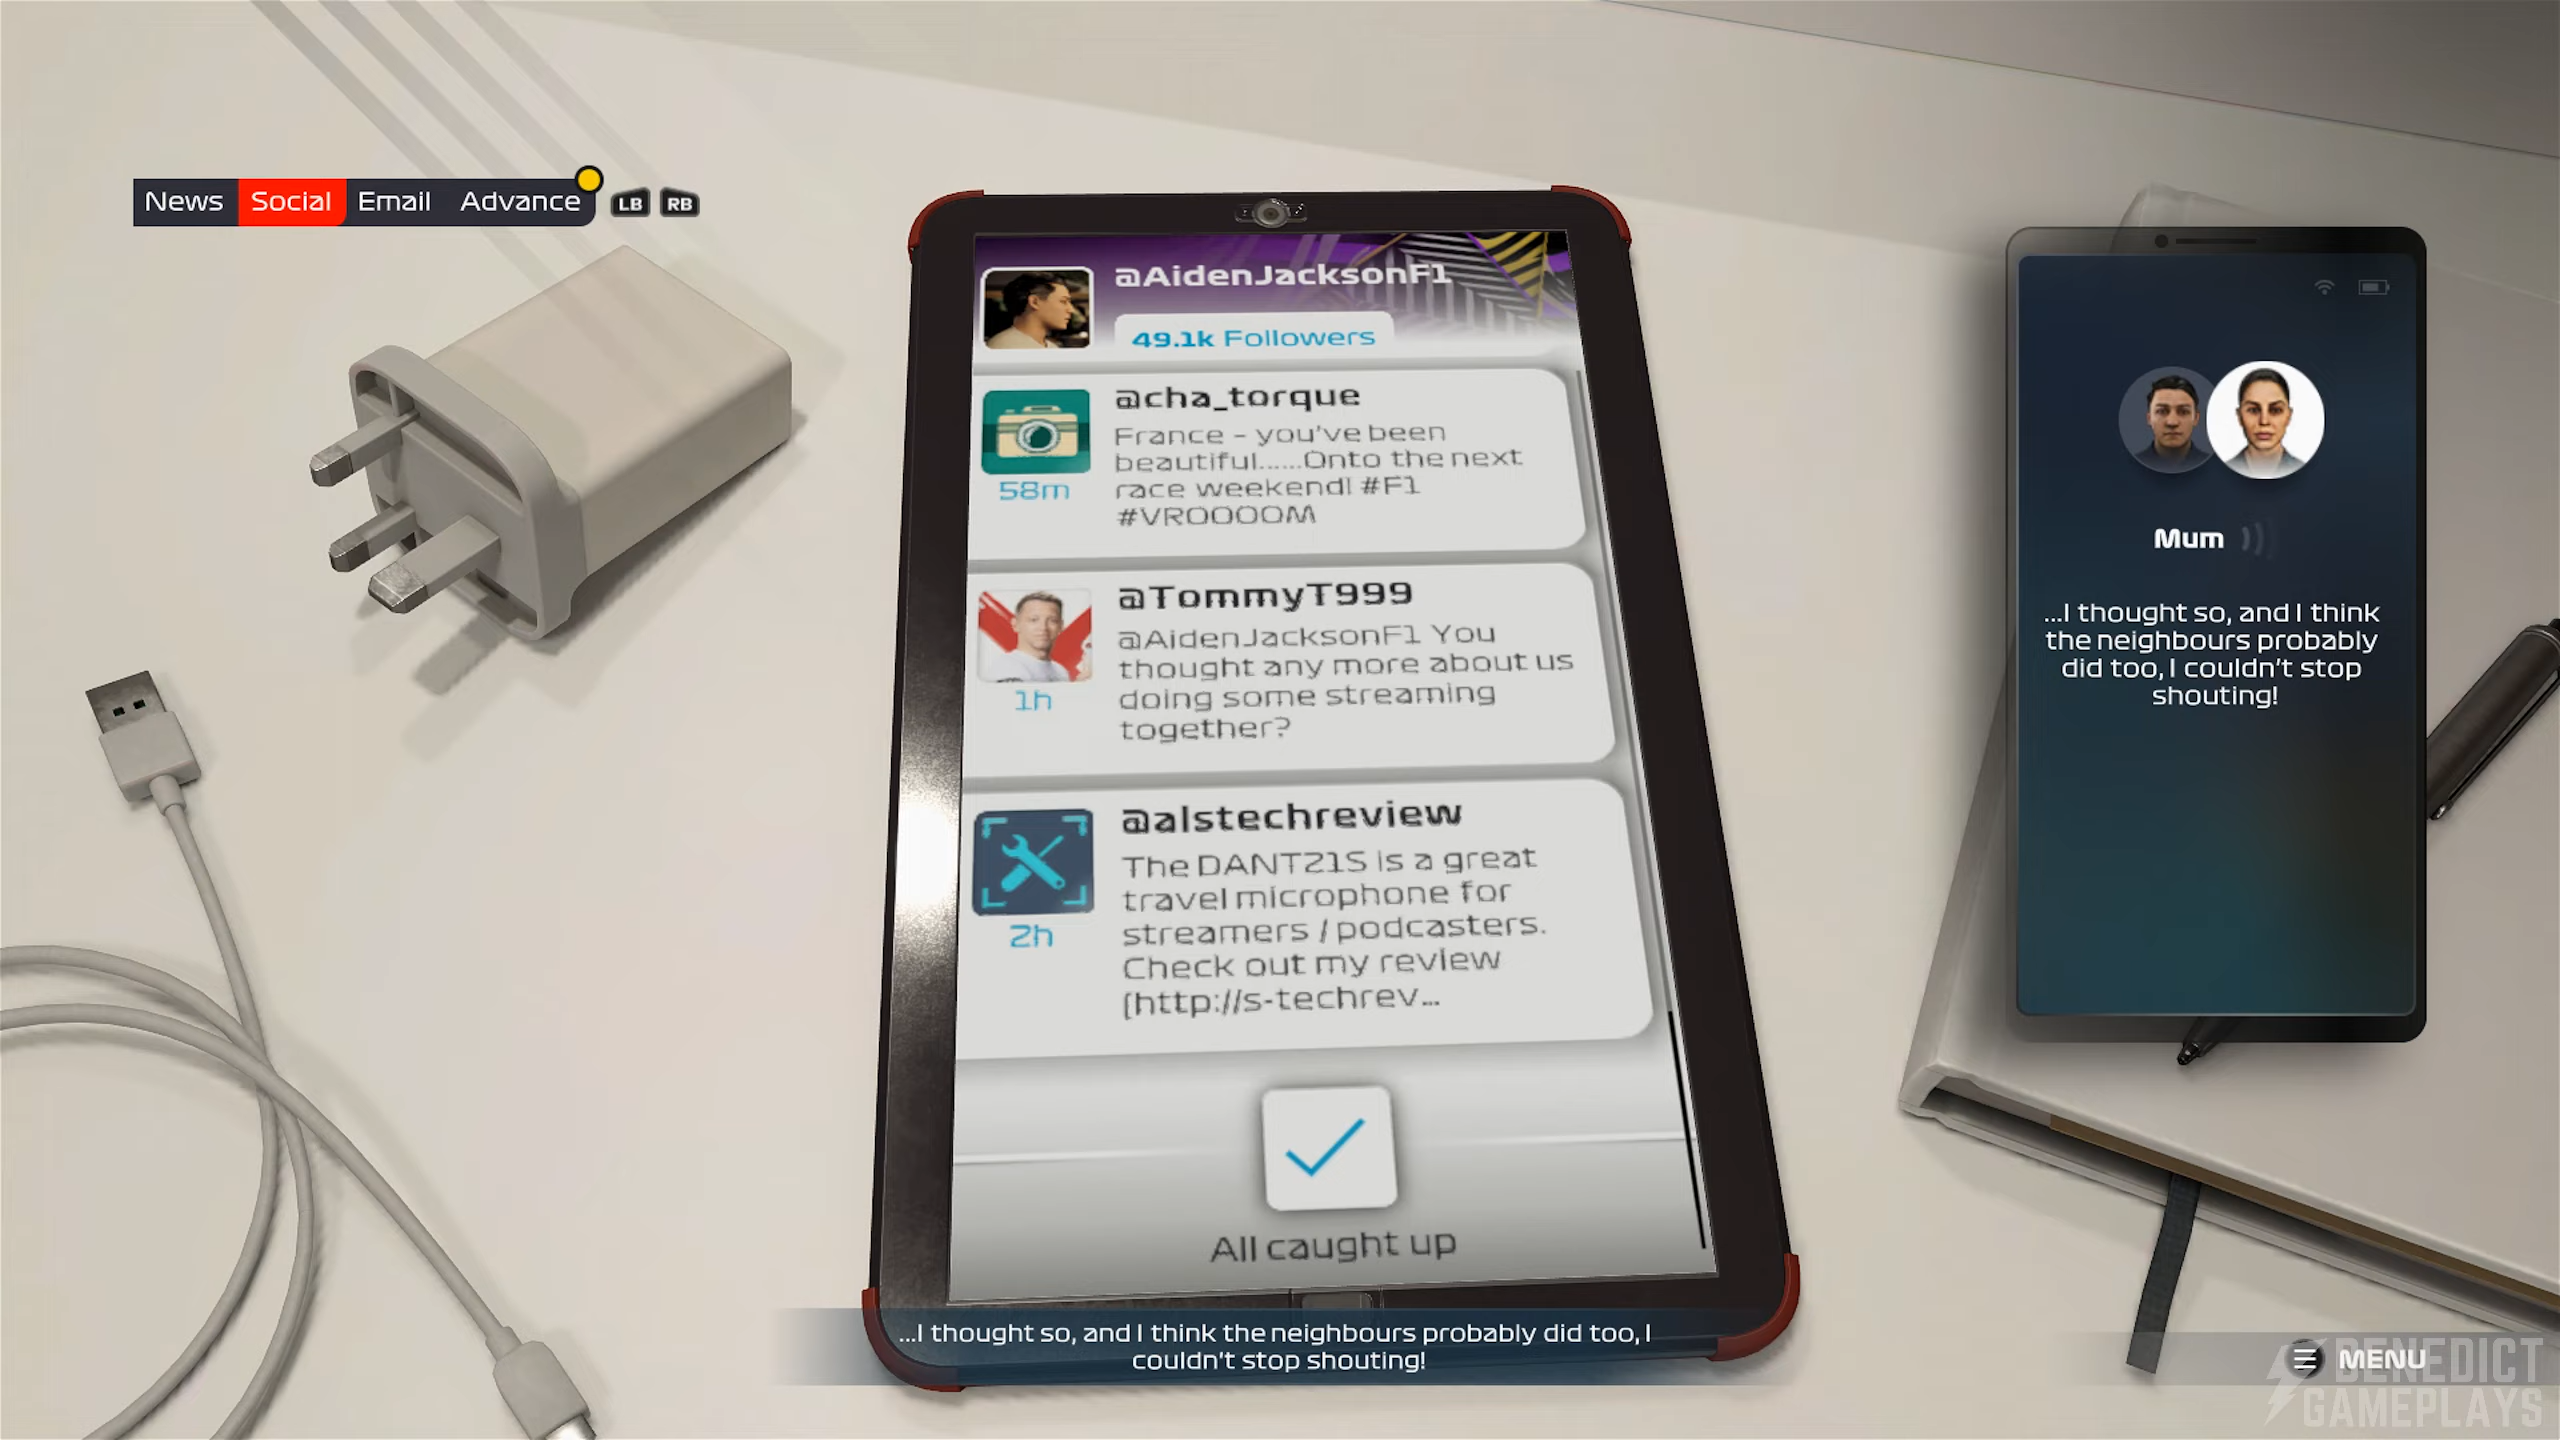 News Social Email Advance LB RB
@AidenJacksonF1
49.1k Followers
@cha_torque
France - you've been
beautiful......Onto the next
race weekend! #F1
#VROOOOM
58m
@TommyT999
@AidenJacksonF1 You
thought any more about us
doing some streaming
together?
1h
@alstechreview
The DANT21S is a great
travel microphone for
streamers / podcasters.
Check out my review
[http://s-techrev...
2h
All caught up
Mum
...I thought so, and I think
the neighbours probably
did too, I couldn't stop
shouting!
...I thought so, and I think the neighbours probably did too, I
couldn't stop shouting!
MENU
BENEDICT
GAMEPLAYS